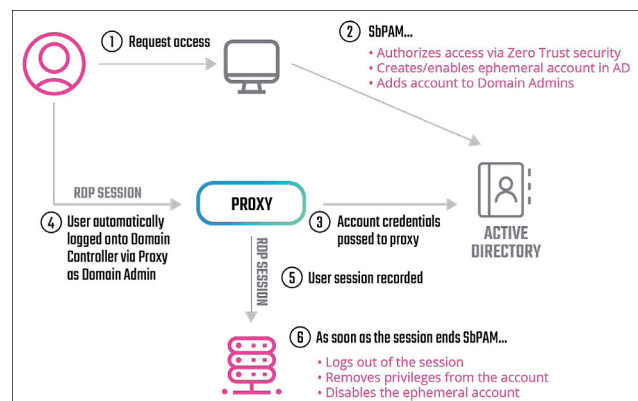 1 Request access
2 SbPAM...
• Authorizes access via Zero Trust security
• Creates/enables ephemeral account in AD
• Adds account to Domain Admins
RDP SESSION
PROXY
3 Account credentials
passed to proxy
ACTIVE
DIRECTORY
4 User automatically
logged onto Domain
Controller via Proxy
as Domain Admin
RDP SESSION
5 User session recorded
6 As soon as the session ends SbPAM...
• Logs out of the session
• Removes privileges from the account
• Disables the ephemeral account